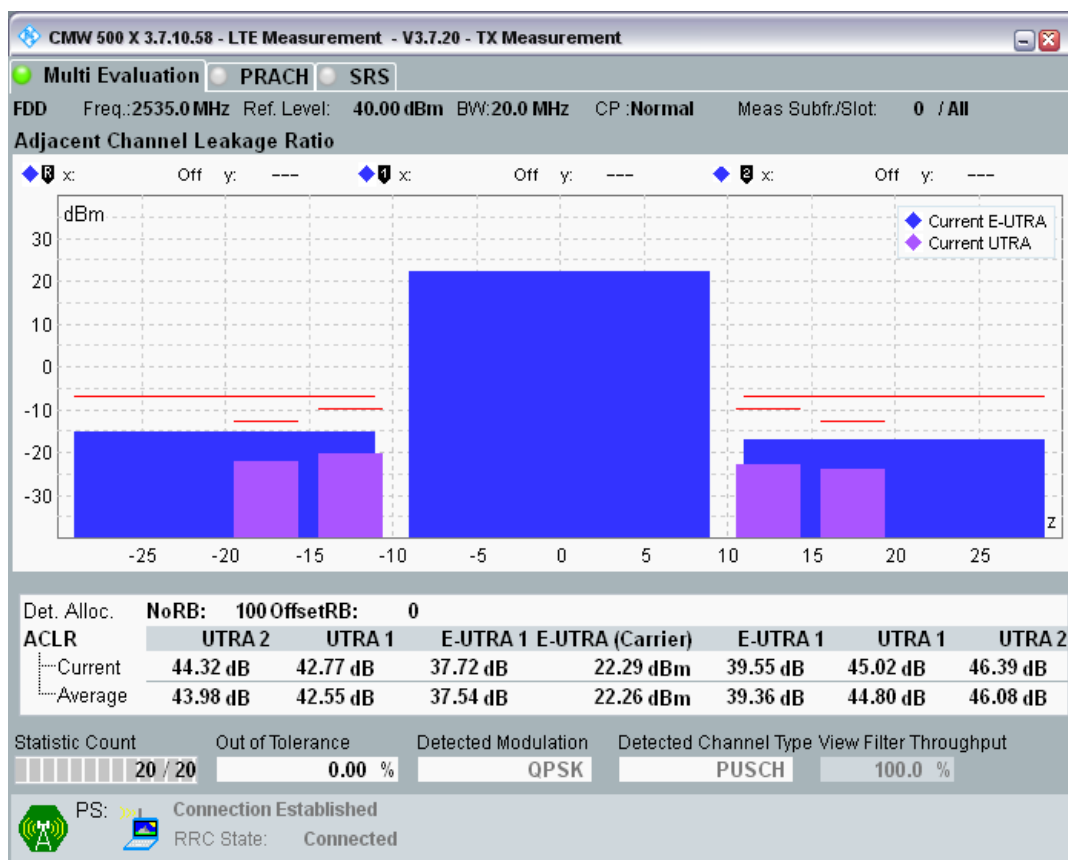 CMW 500 X 3.7.10.58 - LTE Measurement - V3.7.20 - TX Measurement
Multi Evaluation PRACH SRS
FDD Freq.:2535.0 MHz Ref. Level: 40.00 dBm BW:20.0 MHz CP :Normal Meas Subfr./Slot: 0 / All
Adjacent Channel Leakage Ratio
R x: Off y: --- 1 x: Off y: --- 2 x: Off y: ---
dBm
Current E-UTRA
Current UTRA
30
20
10
0
-10
-20
-30
z
-25 -20 -15 -10 -5 0 5 10 15 20 25
Det. Alloc. NoRB: 100 OffsetRB: 0
ACLR UTRA 2 UTRA 1 E-UTRA 1 E-UTRA (Carrier) E-UTRA 1 UTRA 1 UTRA 2
Current 44.32 dB 42.77 dB 37.72 dB 22.29 dBm 39.55 dB 45.02 dB 46.39 dB
Average 43.98 dB 42.55 dB 37.54 dB 22.26 dBm 39.36 dB 44.80 dB 46.08 dB
Statistic Count Out of Tolerance Detected Modulation Detected Channel Type View Filter Throughput
20 / 20 0.00 % QPSK PUSCH 100.0 %
PS: Connection Established
RRC State: Connected